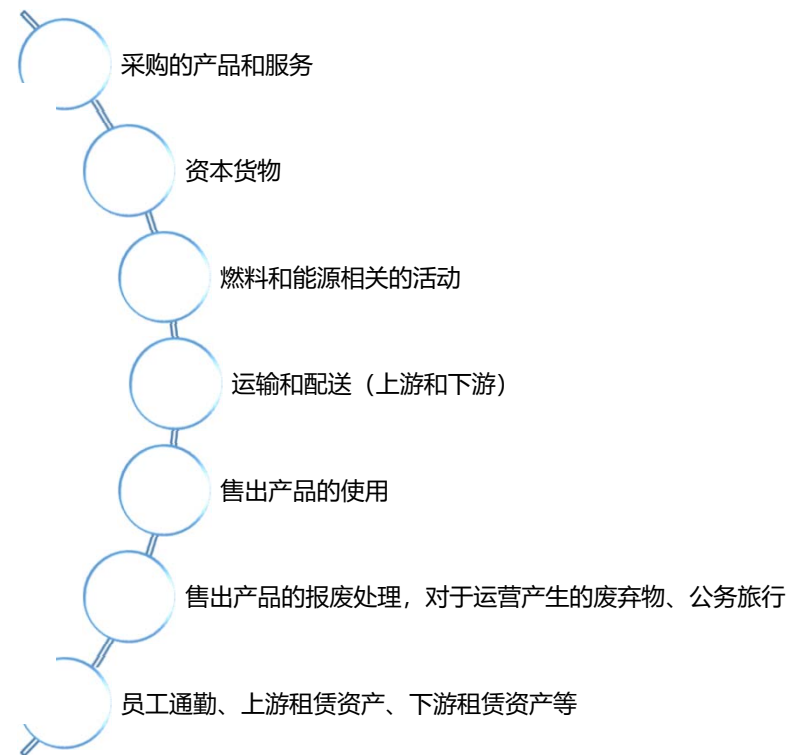 采购的产品和服务
资本货物
燃料和能源相关的活动
运输和配送（上游和下游）
售出产品的使用
售出产品的报废处理，对于运营产生的废弃物、公务旅行
员工通勤、上游租赁资产、下游租赁资产等